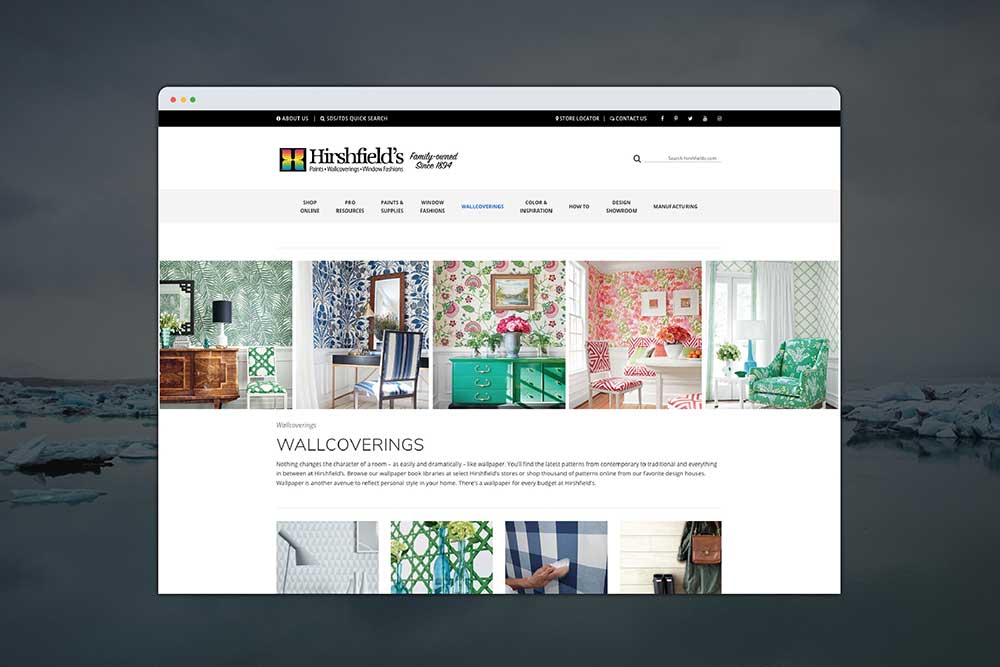 ABOUT US | SDS/TDS QUICK SEARCH
STORE LOCATOR | CONTACT US
Hirshfield's
Paints • Wallcoverings • Window Fashions
Family-owned
Since 1894
Search hirshfields.com
SHOP
ONLINE
PRO
RESOURCES
PAINTS &
SUPPLIES
WINDOW
FASHIONS
WALLCOVERINGS
COLOR &
INSPIRATION
HOW TO
DESIGN
SHOWROOM
MANUFACTURING
Wallcoverings
WALLCOVERINGS
Nothing changes the character of a room – as easily and dramatically – like wallpaper. You'll find the latest patterns from contemporary to traditional and everything
in between at Hirshfield's. Browse our wallpaper book libraries at select Hirshfield's stores or shop thousand of patterns online from our favorite design houses.
Wallpaper is another avenue to reflect personal style in your home. There's a wallpaper for every budget at Hirshfield's.